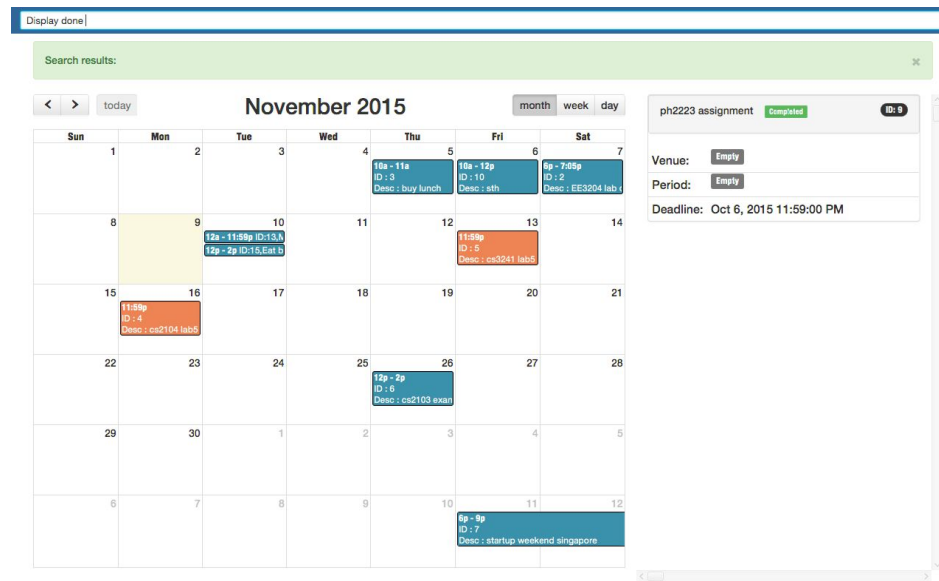 Display done
Search results: ×
< > today November 2015 month week day
Sun Mon Tue Wed Thu Fri Sat
1 2 3 4 5 6 7
10a - 11a
ID : 3
Desc : buy lunch
10a - 12p
ID : 10
Desc : sth
6p - 7:05p
ID : 2
Desc : EE3204 lab
8 9 10 11 12 13 14
12a - 11:59p ID:13,
12p - 2p ID:15,Eat b
11:59p
ID : 5
Desc : cs3241 lab5
15 16 17 18 19 20 21
11:59p
ID : 4
Desc : cs2104 lab5
22 23 24 25 26 27 28
12p - 2p
ID : 6
Desc : cs2103 exam
29 30 1 2 3 4 5
6 7 8 9 10 11 12
6p - 9p
ID : 7
Desc : startup weekend singapore
ph2223 assignment Completed ID: 9
Venue: Empty
Period: Empty
Deadline: Oct 6, 2015 11:59:00 PM